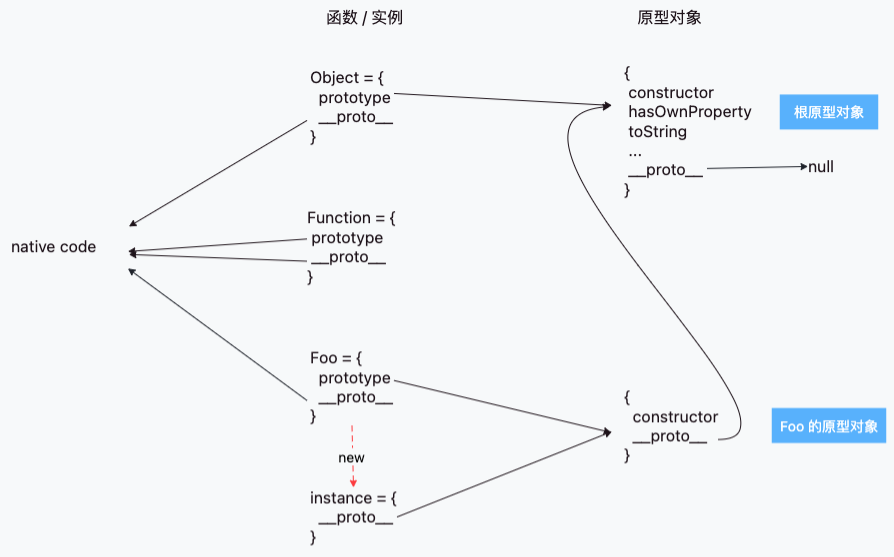 函数 / 实例
原型对象
Object = {
prototype
__proto__
}
{
constructor
hasOwnProperty
toString
...
__proto__
}
根原型对象
null
native code
Function = {
prototype
__proto__
}
Foo = {
prototype
__proto__
}
new
instance = {
__proto__
}
{
constructor
__proto__
}
Foo 的原型对象